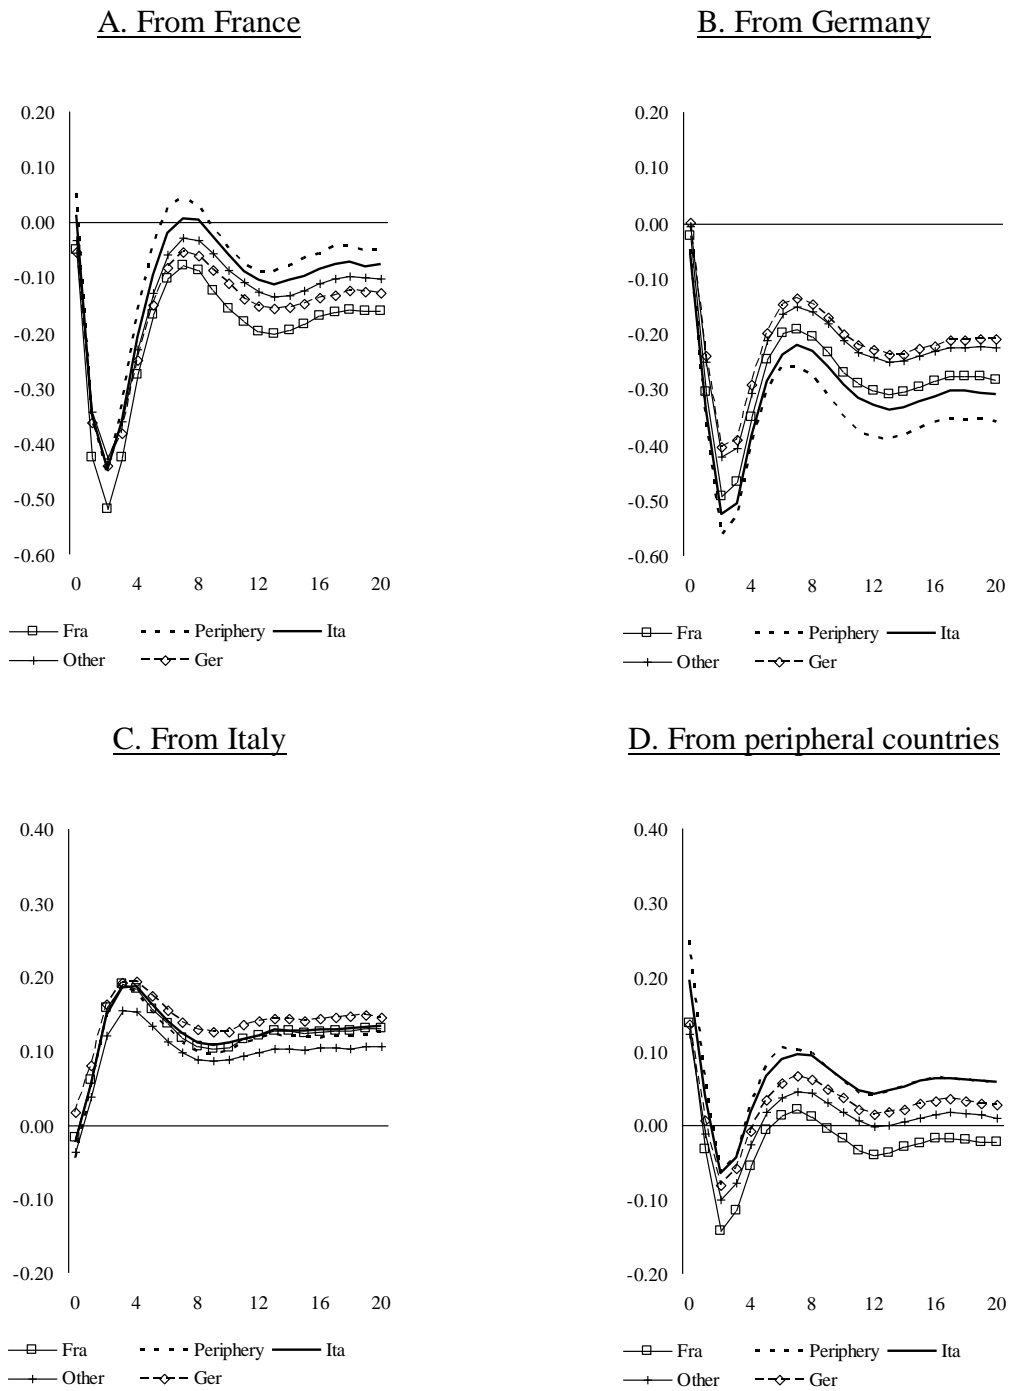 A. From France
B. From Germany
0.20
0.10
0.00
-0.10
-0.20
-0.30
-0.40
-0.50
-0.60
0 4 8 12 16 20
Fra Periphery Ita
Other Ger
0.20
0.10
0.00
-0.10
-0.20
-0.30
-0.40
-0.50
-0.60
0 4 8 12 16 20
Fra Periphery Ita
Other Ger
C. From Italy
D. From peripheral countries
0.40
0.30
0.20
0.10
0.00
-0.10
-0.20
0 4 8 12 16 20
Fra Periphery Ita
Other Ger
0.40
0.30
0.20
0.10
0.00
-0.10
-0.20
0 4 8 12 16 20
Fra Periphery Ita
Other Ger